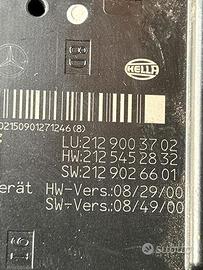 HELLA
02150901271246(8)
LU:212 900 37 02
HW:212 545 28 32
SW:212 902 66 01
erät HW-Vers:08/29/00
SW-Vers:08/49/00
subito